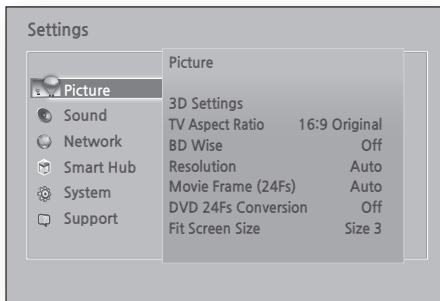 Settings
Picture
Sound
Network
Smart Hub
System
Support
Picture
3D Settings
TV Aspect Ratio 16:9 Original
BD Wise Off
Resolution Auto
Movie Frame (24Fs) Auto
DVD 24Fs Conversion Off
Fit Screen Size Size 3